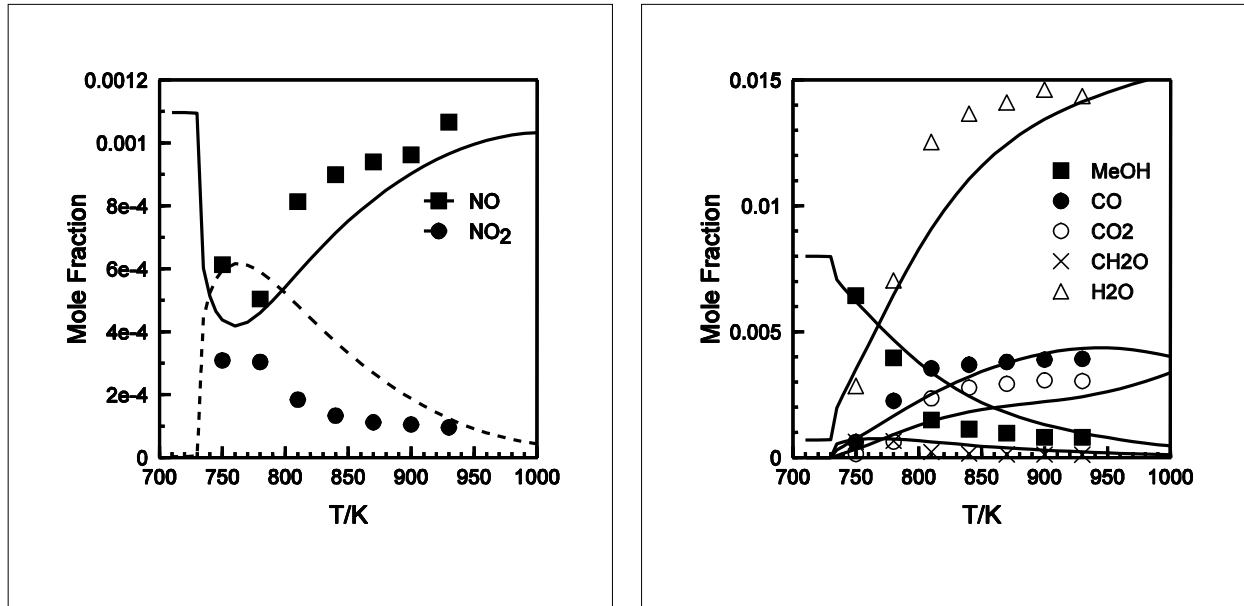 0.0012
0.001
8e-4
6e-4
4e-4
2e-4
0
Mole Fraction
NO
NO2
700 750 800 850 900 950 1000
T/K
0.015
0.01
0.005
0
Mole Fraction
MeOH
CO
CO2
CH2O
H2O
700 750 800 850 900 950 1000
T/K